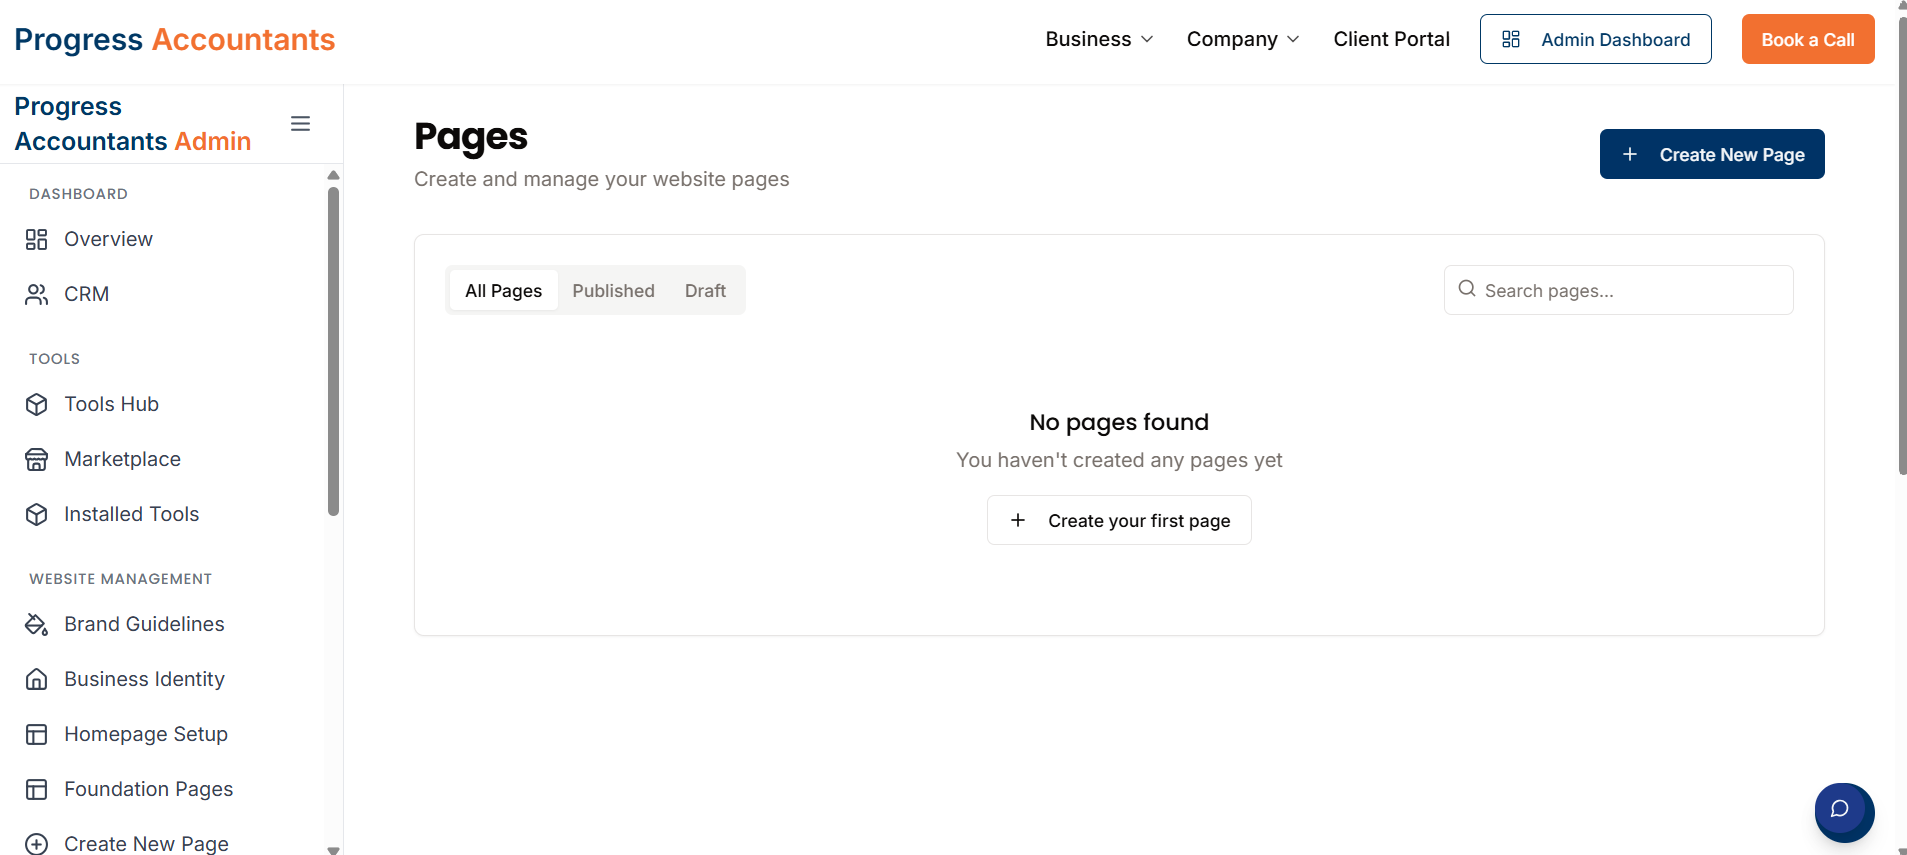 Progress Accountants
Business
Company
Client Portal
Admin Dashboard
Book a Call
Progress
Accountants Admin
DASHBOARD
Overview
CRM
TOOLS
Tools Hub
Marketplace
Installed Tools
WEBSITE MANAGEMENT
Brand Guidelines
Business Identity
Homepage Setup
Foundation Pages
Create New Page
Pages
Create and manage your website pages
Create New Page
All Pages
Published
Draft
Search pages...
No pages found
You haven't created any pages yet
Create your first page